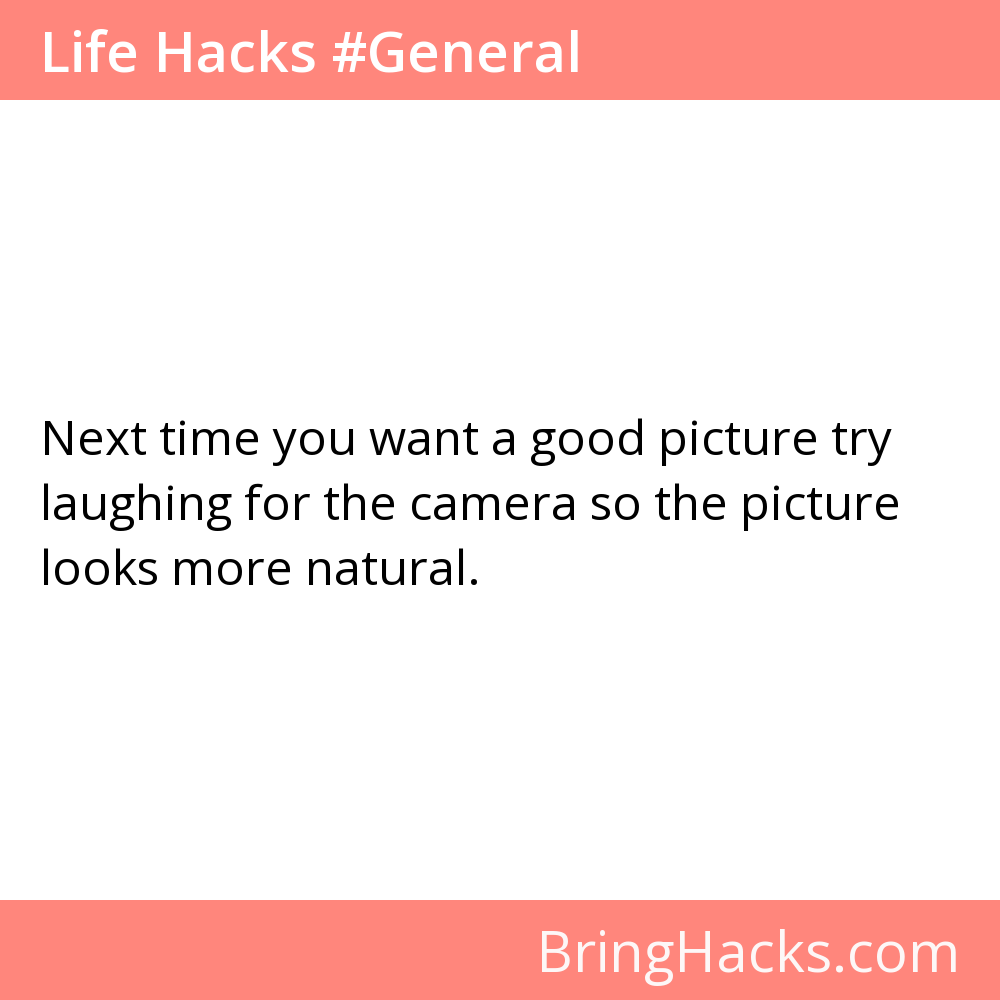 Life Hacks #General
Next time you want a good picture try
laughing for the camera so the picture
looks more natural.
BringHacks.com